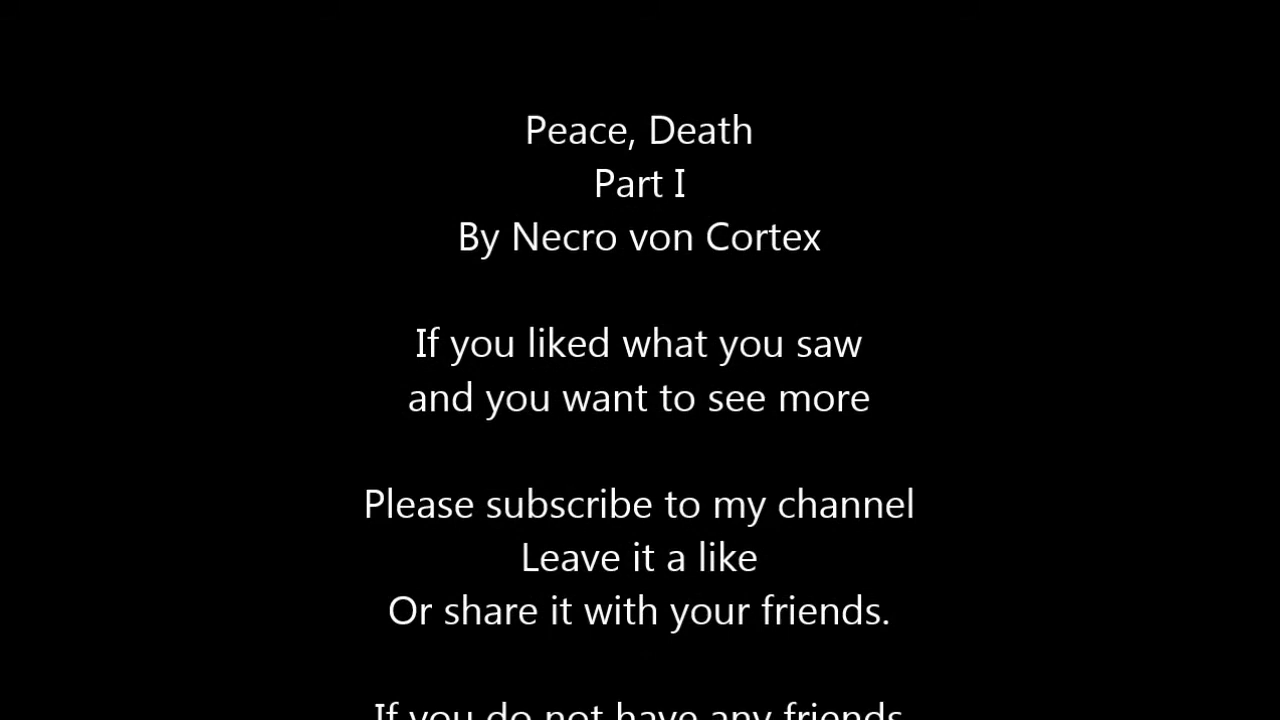 Peace, Death
Part I
By Necro von Cortex
If you liked what you saw
and you want to see more
Please subscribe to my channel
Leave it a like
Or share it with your friends.
If you do not have any friends